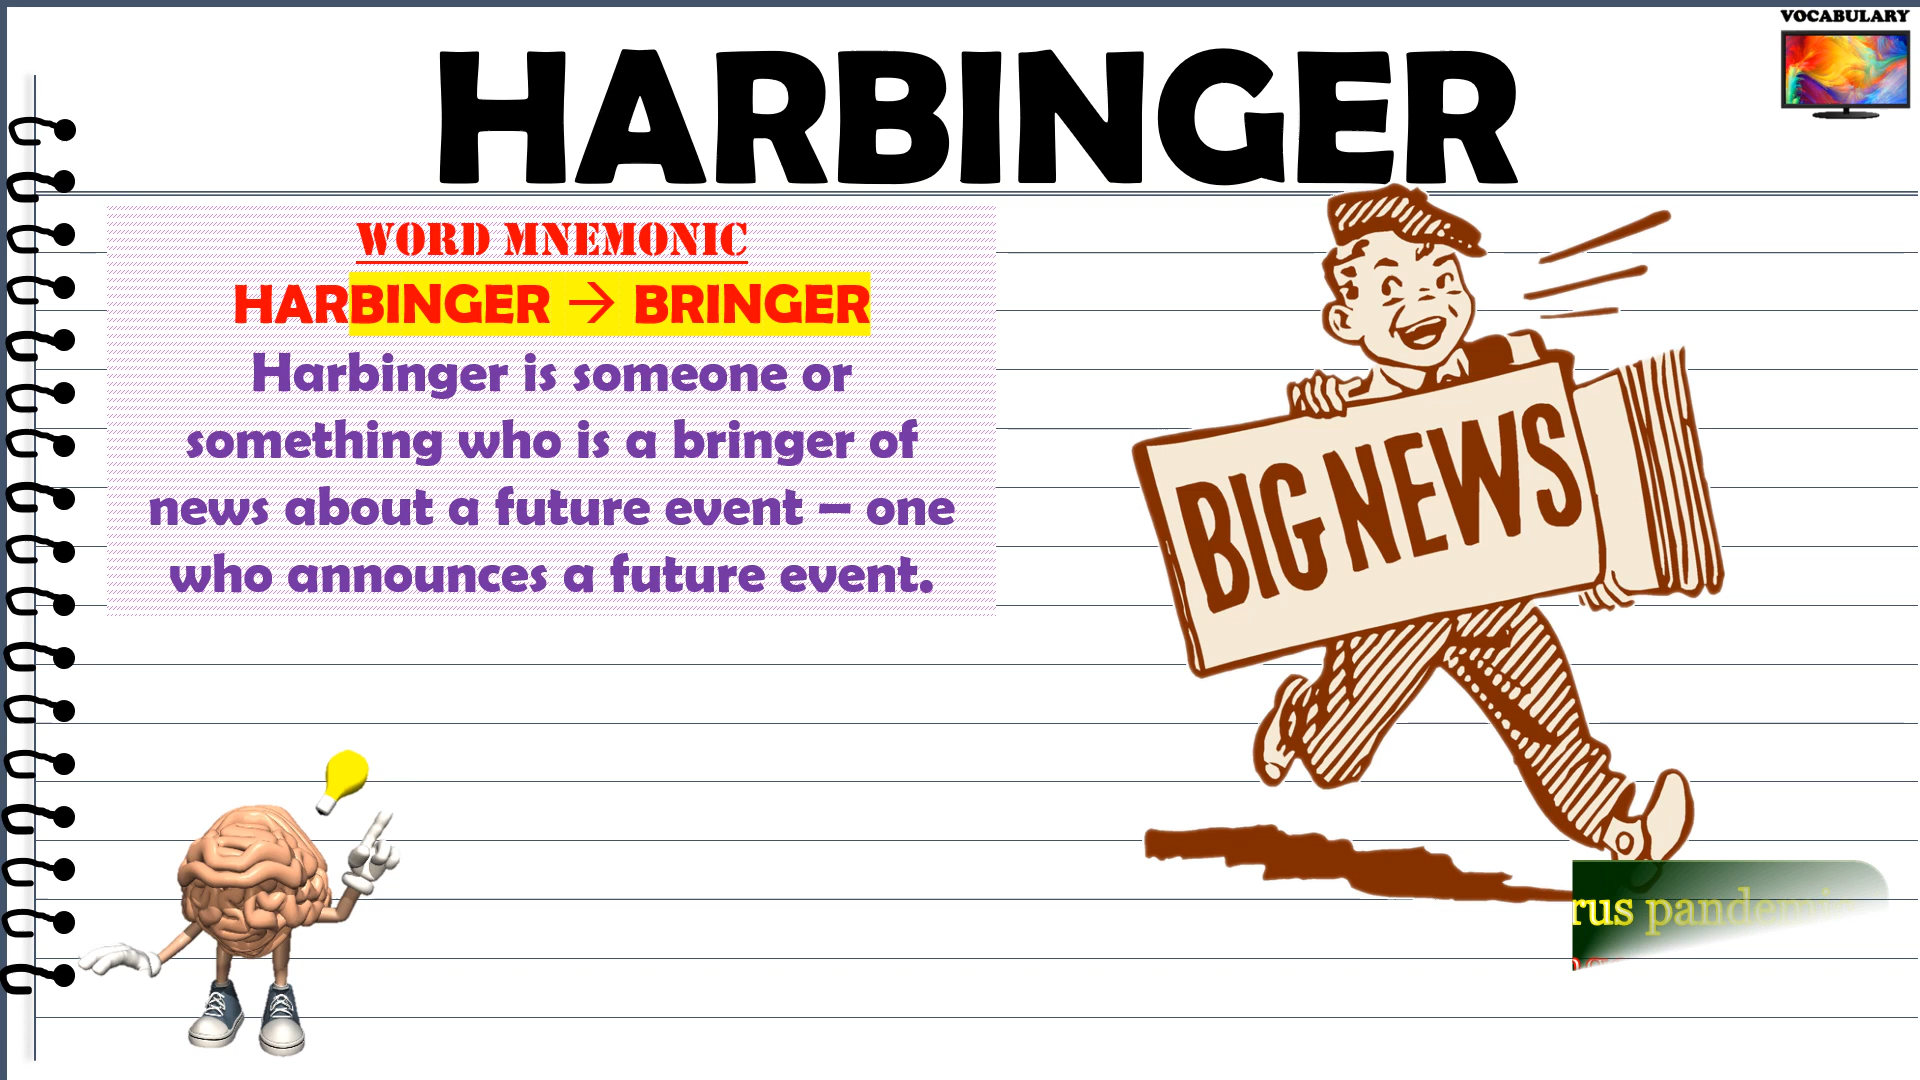 VOCABULARY
HARBINGER
WORD MNEMONIC
HARBINGER → BRINGER
Harbinger is someone or
something who is a bringer of
news about a future event – one
who announces a future event.
BIG NEWS
rus pandemic